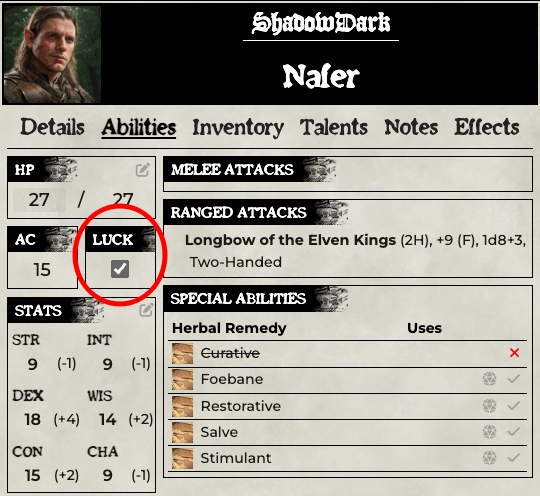 ShadowDark
Nafer
Details Abilities Inventory Talents Notes Effects
HP
27 / 27
AC
15
LUCK
STATS
STR INT
9 (-1) 9 (-1)
DEX WIS
18 (+4) 14 (+2)
CON CHA
15 (+2) 9 (-1)
MELEE ATTACKS
RANGED ATTACKS
Longbow of the Elven Kings (2H), +9 (F), 1d8+3,
Two-Handed
SPECIAL ABILITIES
Herbal Remedy Uses
Curative
Foebane
Restorative
Salve
Stimulant